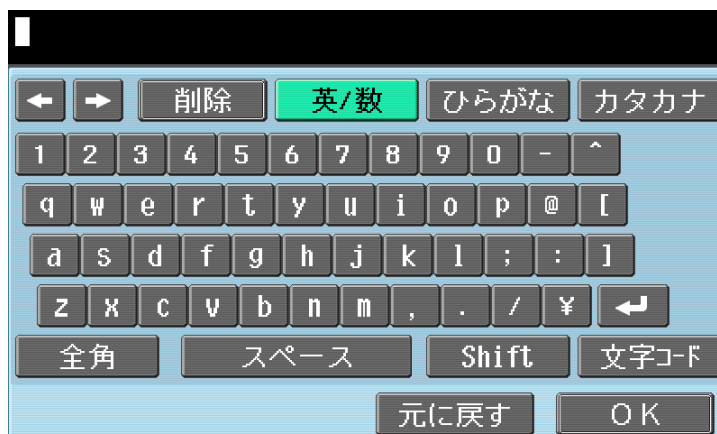 ← → 削除 英/数 ひらがな カタカナ
1 2 3 4 5 6 7 8 9 0 - ^
q w e r t y u i o p @ [
a s d f g h j k l ; : ]
z x c v b n m , . / ¥ ↵
全角 スペース Shift 文字コード
元に戻す OK